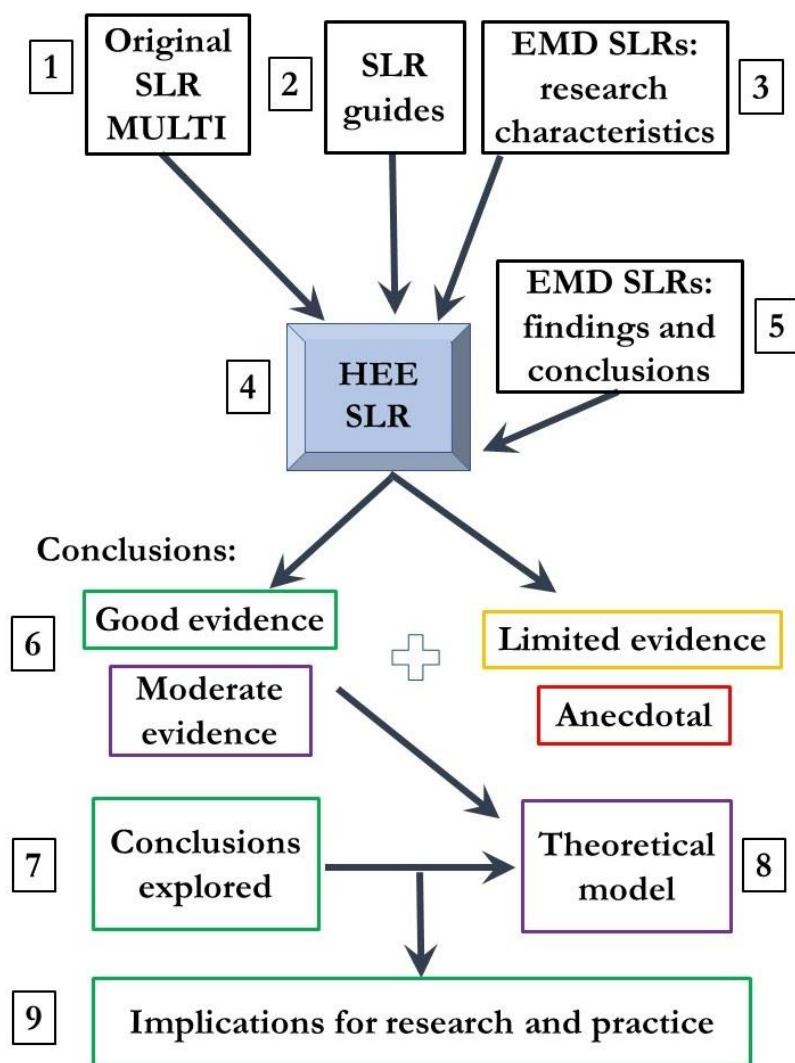 1
Original
SLR
MULTI
2
SLR
guides
EMD SLRs:
research
characteristics
3
EMD SLRs:
findings and
conclusions
5
4
HEE
SLR
Conclusions:
6
Good evidence
Moderate
evidence
Limited evidence
Anecdotal
7
Conclusions
explored
Theoretical
model
8
9
Implications for research and practice